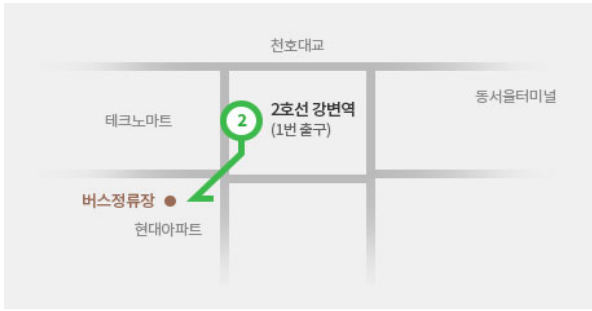 천호대교
동서울터미널
테크노마트
2
2호선 강변역
(1번 출구)
버스정류장
현대아파트